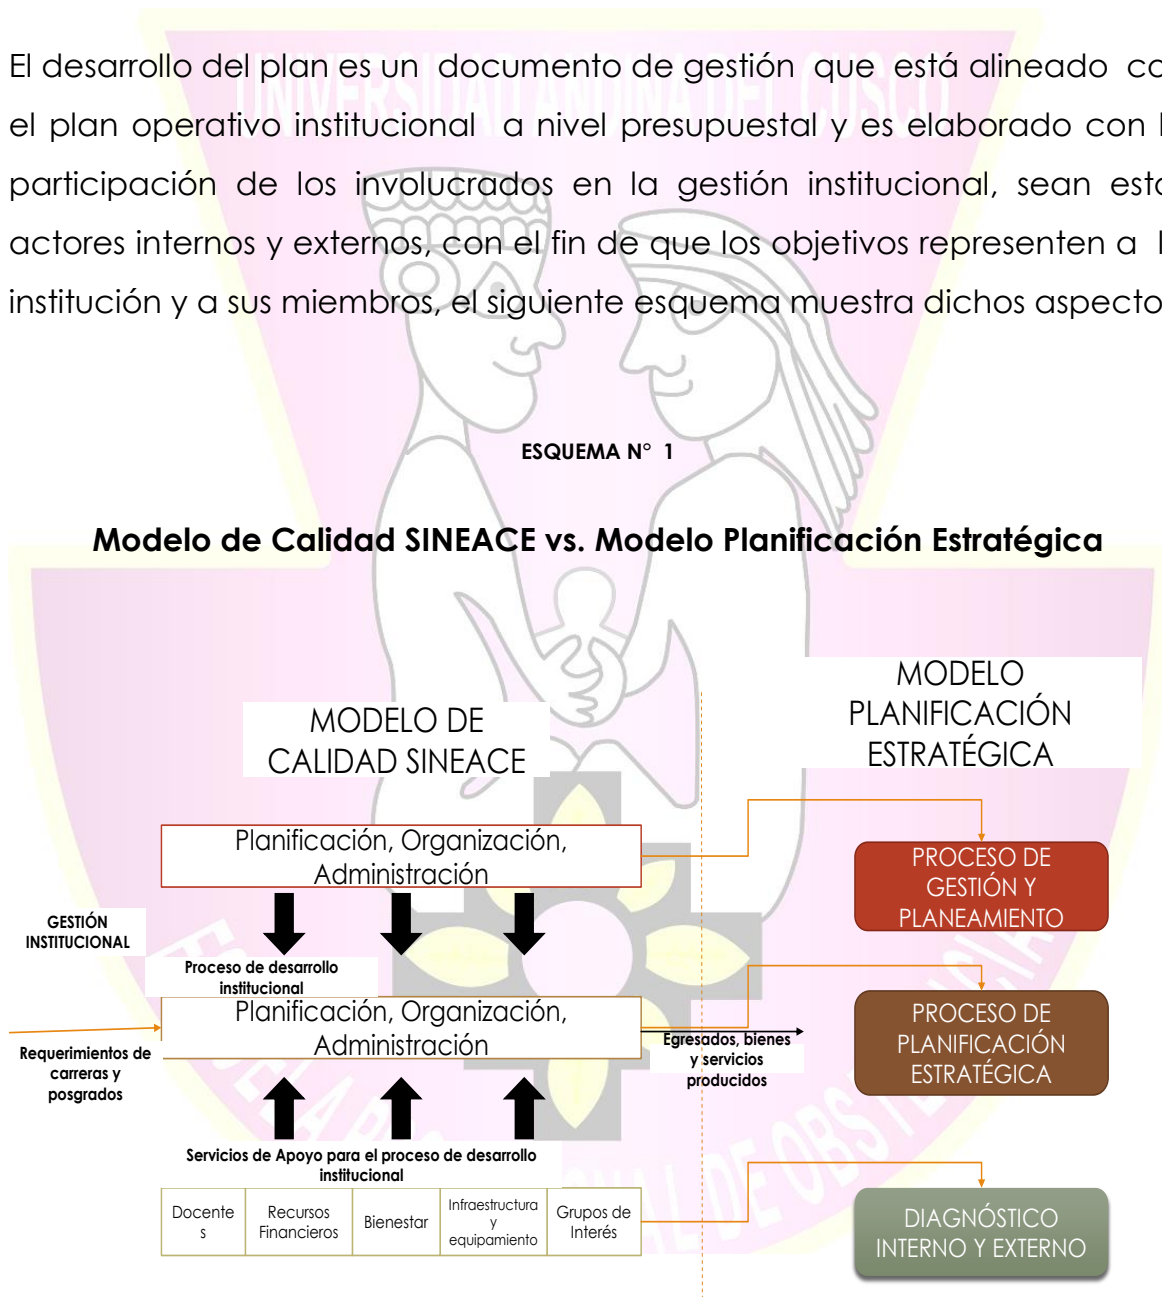 UNIVERSIDAD ANDINA DEL CUSCO
El desarrollo del plan es un documento de gestión que está alineado co
el plan operativo institucional a nivel presupuestal y es elaborado con l
participación de los involucrados en la gestión institucional, sean esto
actores internos y externos, con el fin de que los objetivos representen a l
institución y a sus miembros, el siguiente esquema muestra dichos aspecto
ESQUEMA N° 1
Modelo de Calidad SINEACE vs. Modelo Planificación Estratégica
MODELO DE
CALIDAD SINEACE
MODELO
PLANIFICACIÓN
ESTRATÉGICA
Planificación, Organización,
Administración
PROCESO DE
GESTIÓN Y
PLANEAMIENTO
GESTIÓN
INSTITUCIONAL
Proceso de desarrollo
institucional
Planificación, Organización,
Administración
PROCESO DE
PLANIFICACIÓN
ESTRATÉGICA
Requerimientos de
carreras y
posgrados
Egresados, bienes
y servicios
producidos
Servicios de Apoyo para el proceso de desarrollo
institucional
Docente
s
Recursos
Financieros
Bienestar
Infraestructura
y
equipamiento
Grupos de
Interés
DIAGNÓSTICO
INTERNO Y EXTERNO